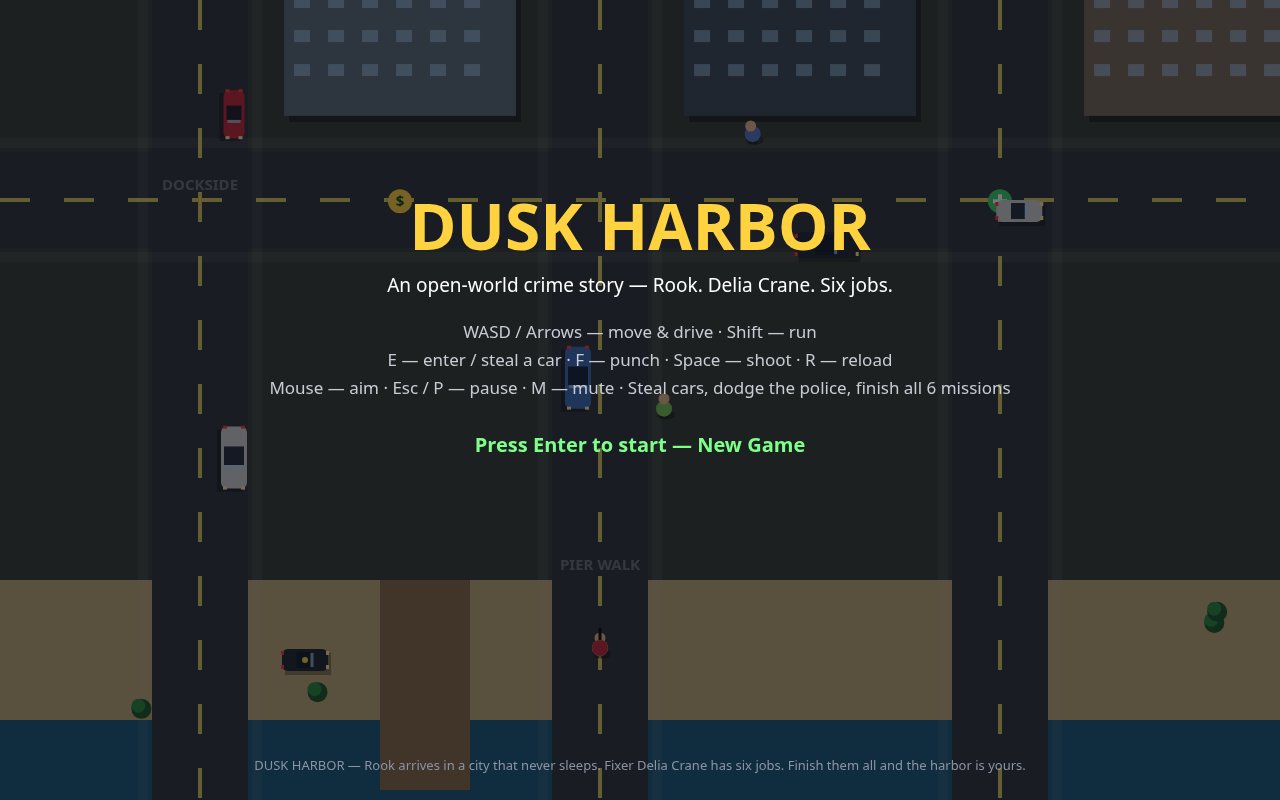 DOCKSIDE
$
DUSK HARBOR
An open-world crime story — Rook. Delia Crane. Six jobs.
WASD / Arrows — move & drive · Shift — run
E — enter / steal a car · F — punch · Space — shoot · R — reload
Mouse — aim · Esc / P — pause · M — mute · Steal cars, dodge the police, finish all 6 missions
Press Enter to start — New Game
PIER WALK
DUSK HARBOR — Rook arrives in a city that never sleeps. Fixer Delia Crane has six jobs. Finish them all and the harbor is yours.